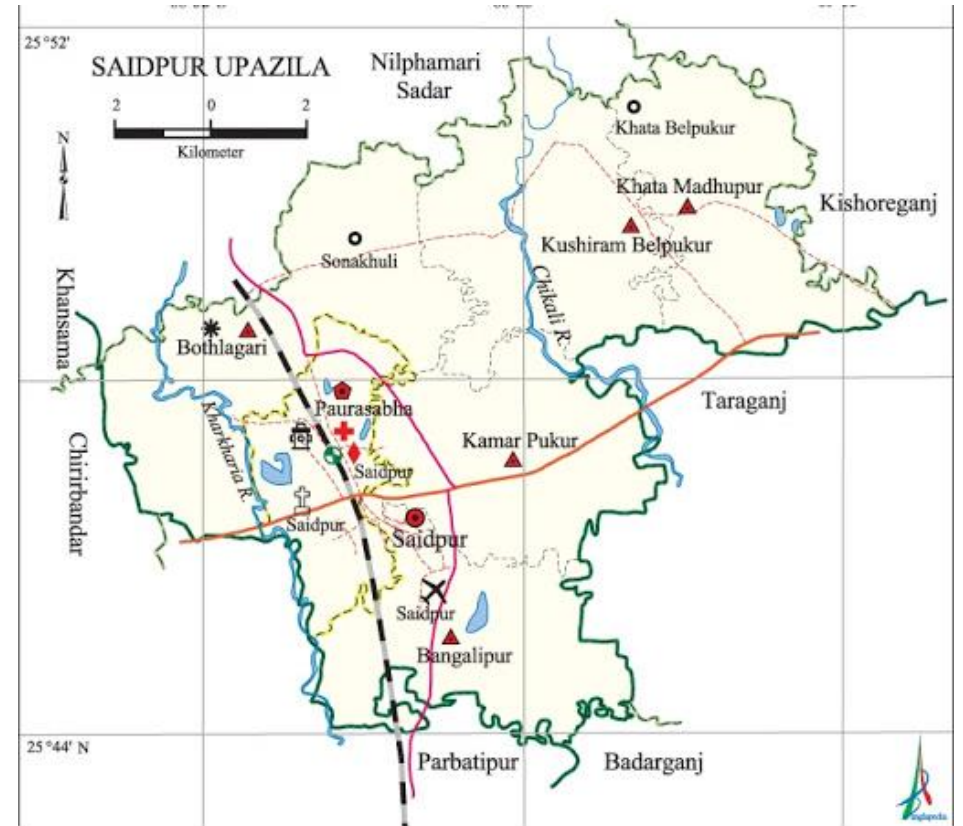 25°52'
SAIDPUR UPAZILA
2 0 2
Kilometer
N
Nilphamari
Sadar
Khata Belpukur
Khata Madhupur
Kishoreganj
Kushiram Belpukur
Sonakhuli
Chikali R.
Khansama
Bothlagari
Paurasabha
Taraganj
Kharkharia R.
Kamar Pukur
Saidpur
Chirirbandar
Saidpur
Saidpur
Saidpur
Bangalipur
25°44' N
Parbatipur
Badarganj